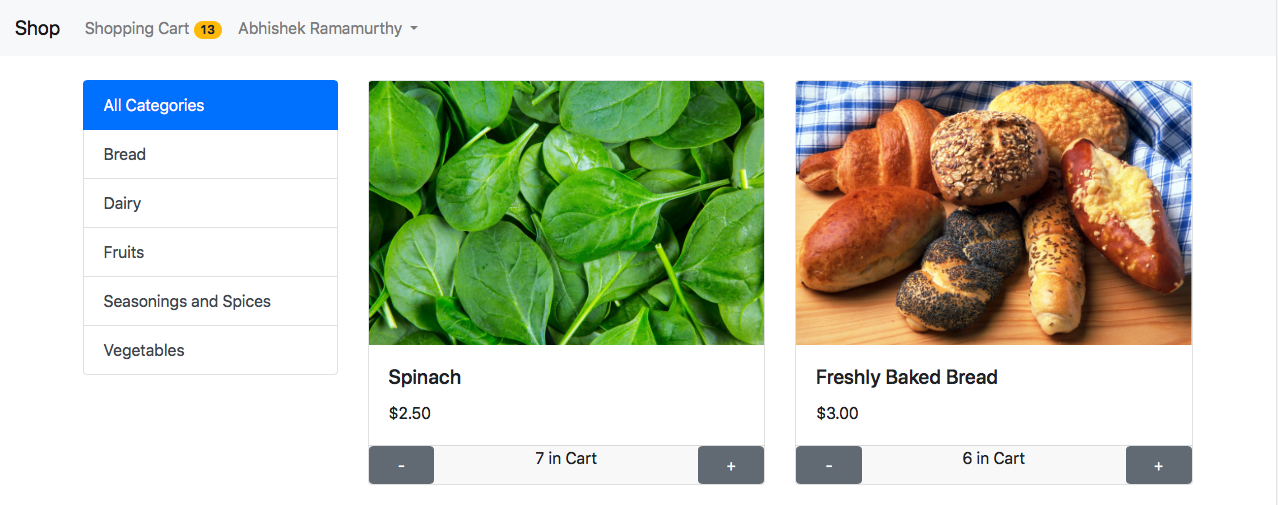 Shop Shopping Cart 13 Abhishek Ramamurthy
All Categories
Bread
Dairy
Fruits
Seasonings and Spices
Vegetables
Spinach
$2.50
- 7 in Cart +
Freshly Baked Bread
$3.00
- 6 in Cart +